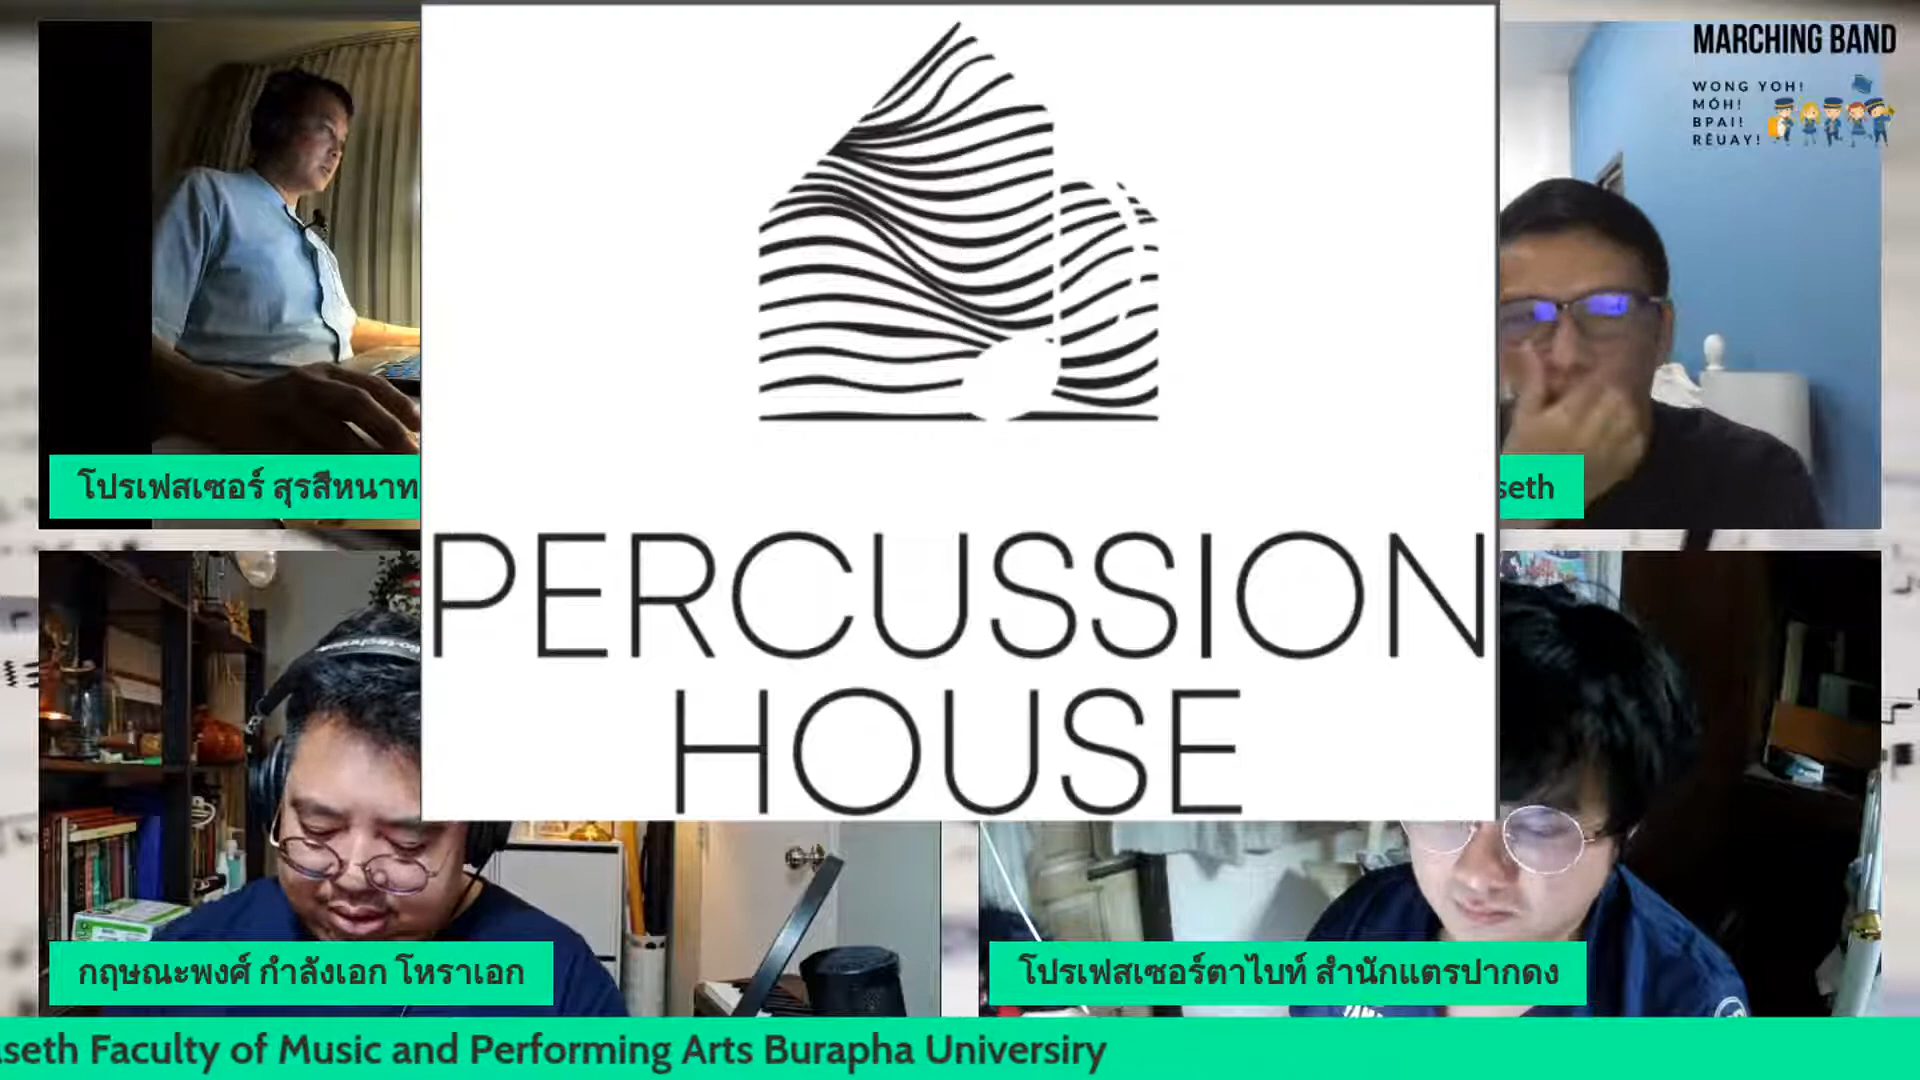 MARCHING BAND
WONG YOH!
MÓH!
BPAI!
RÊUAY!
โปรเฟสเซอร์ สุรสีหนาท
seth
PERCUSSION
HOUSE
กฤษณะพงศ์ กำลังเอก โหราเอก
โปรเฟสเซอร์ตาไบท์ สำนักแตรปากดง
seth Faculty of Music and Performing Arts Burapha Universiry